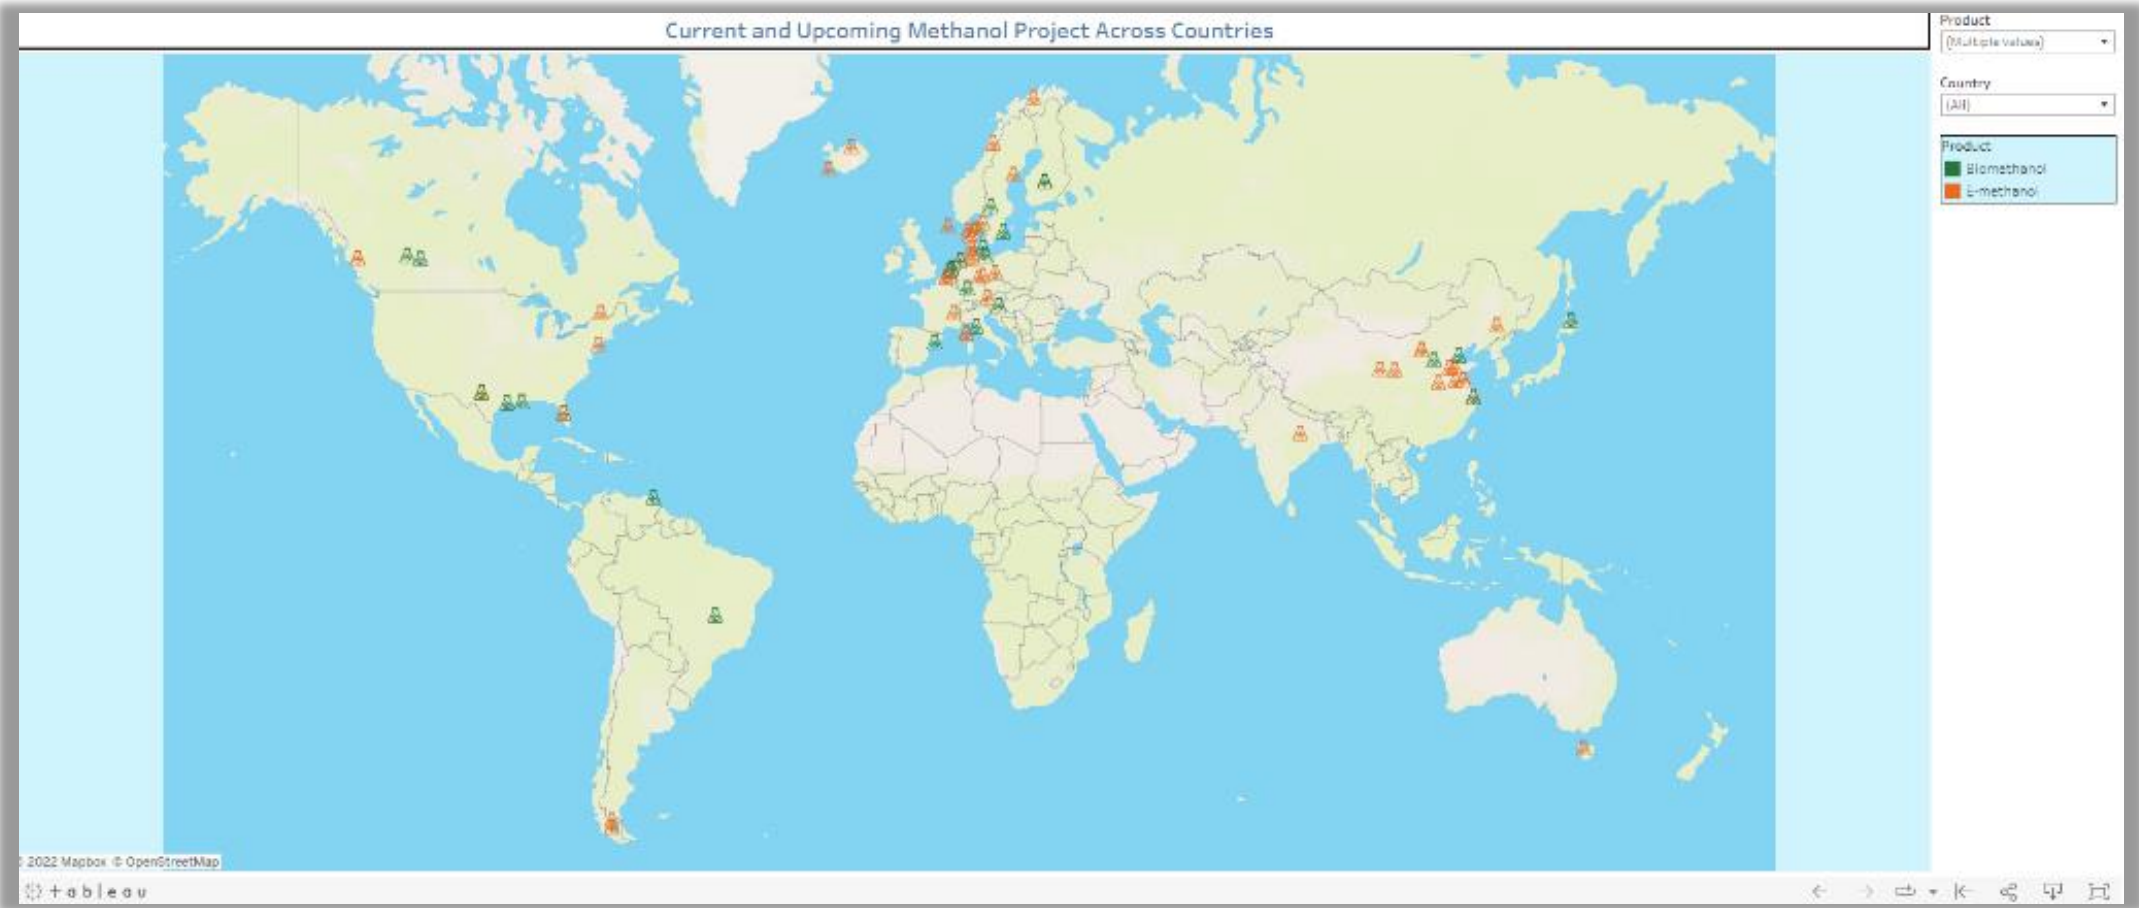 Current and Upcoming Methanol Project Across Countries
Product
(Multiple values)
Country
(All)
Product
Biomethanol
E-methanol
© 2022 Mapbox © OpenStreetMap
+ a b l e a u